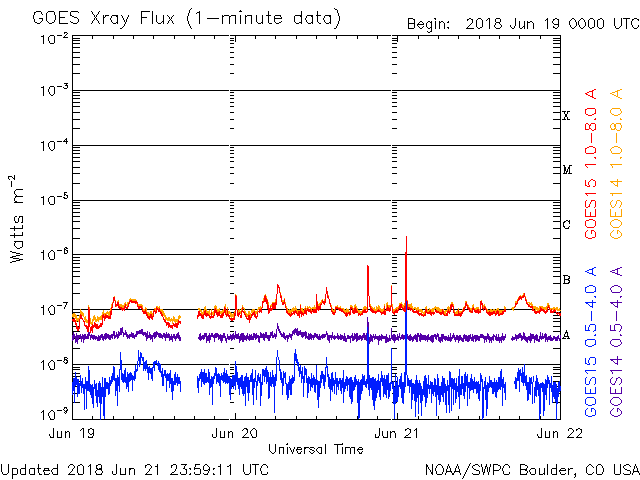 GOES Xray Flux (1-minute data)
Begin: 2018 Jun 19 0000 UTC
10⁻²
10⁻³
10⁻⁴
10⁻⁵
10⁻⁶
10⁻⁷
10⁻⁸
10⁻⁹
Watts m⁻²
X
M
C
B
A
GOES15 1.0-8.0 A
GOES14 1.0-8.0 A
GOES15 0.5-4.0 A
GOES14 0.5-4.0 A
Jun 19 Jun 20 Jun 21 Jun 22
Universal Time
Updated 2018 Jun 21 23:59:11 UTC
NOAA/SWPC Boulder, CO USA